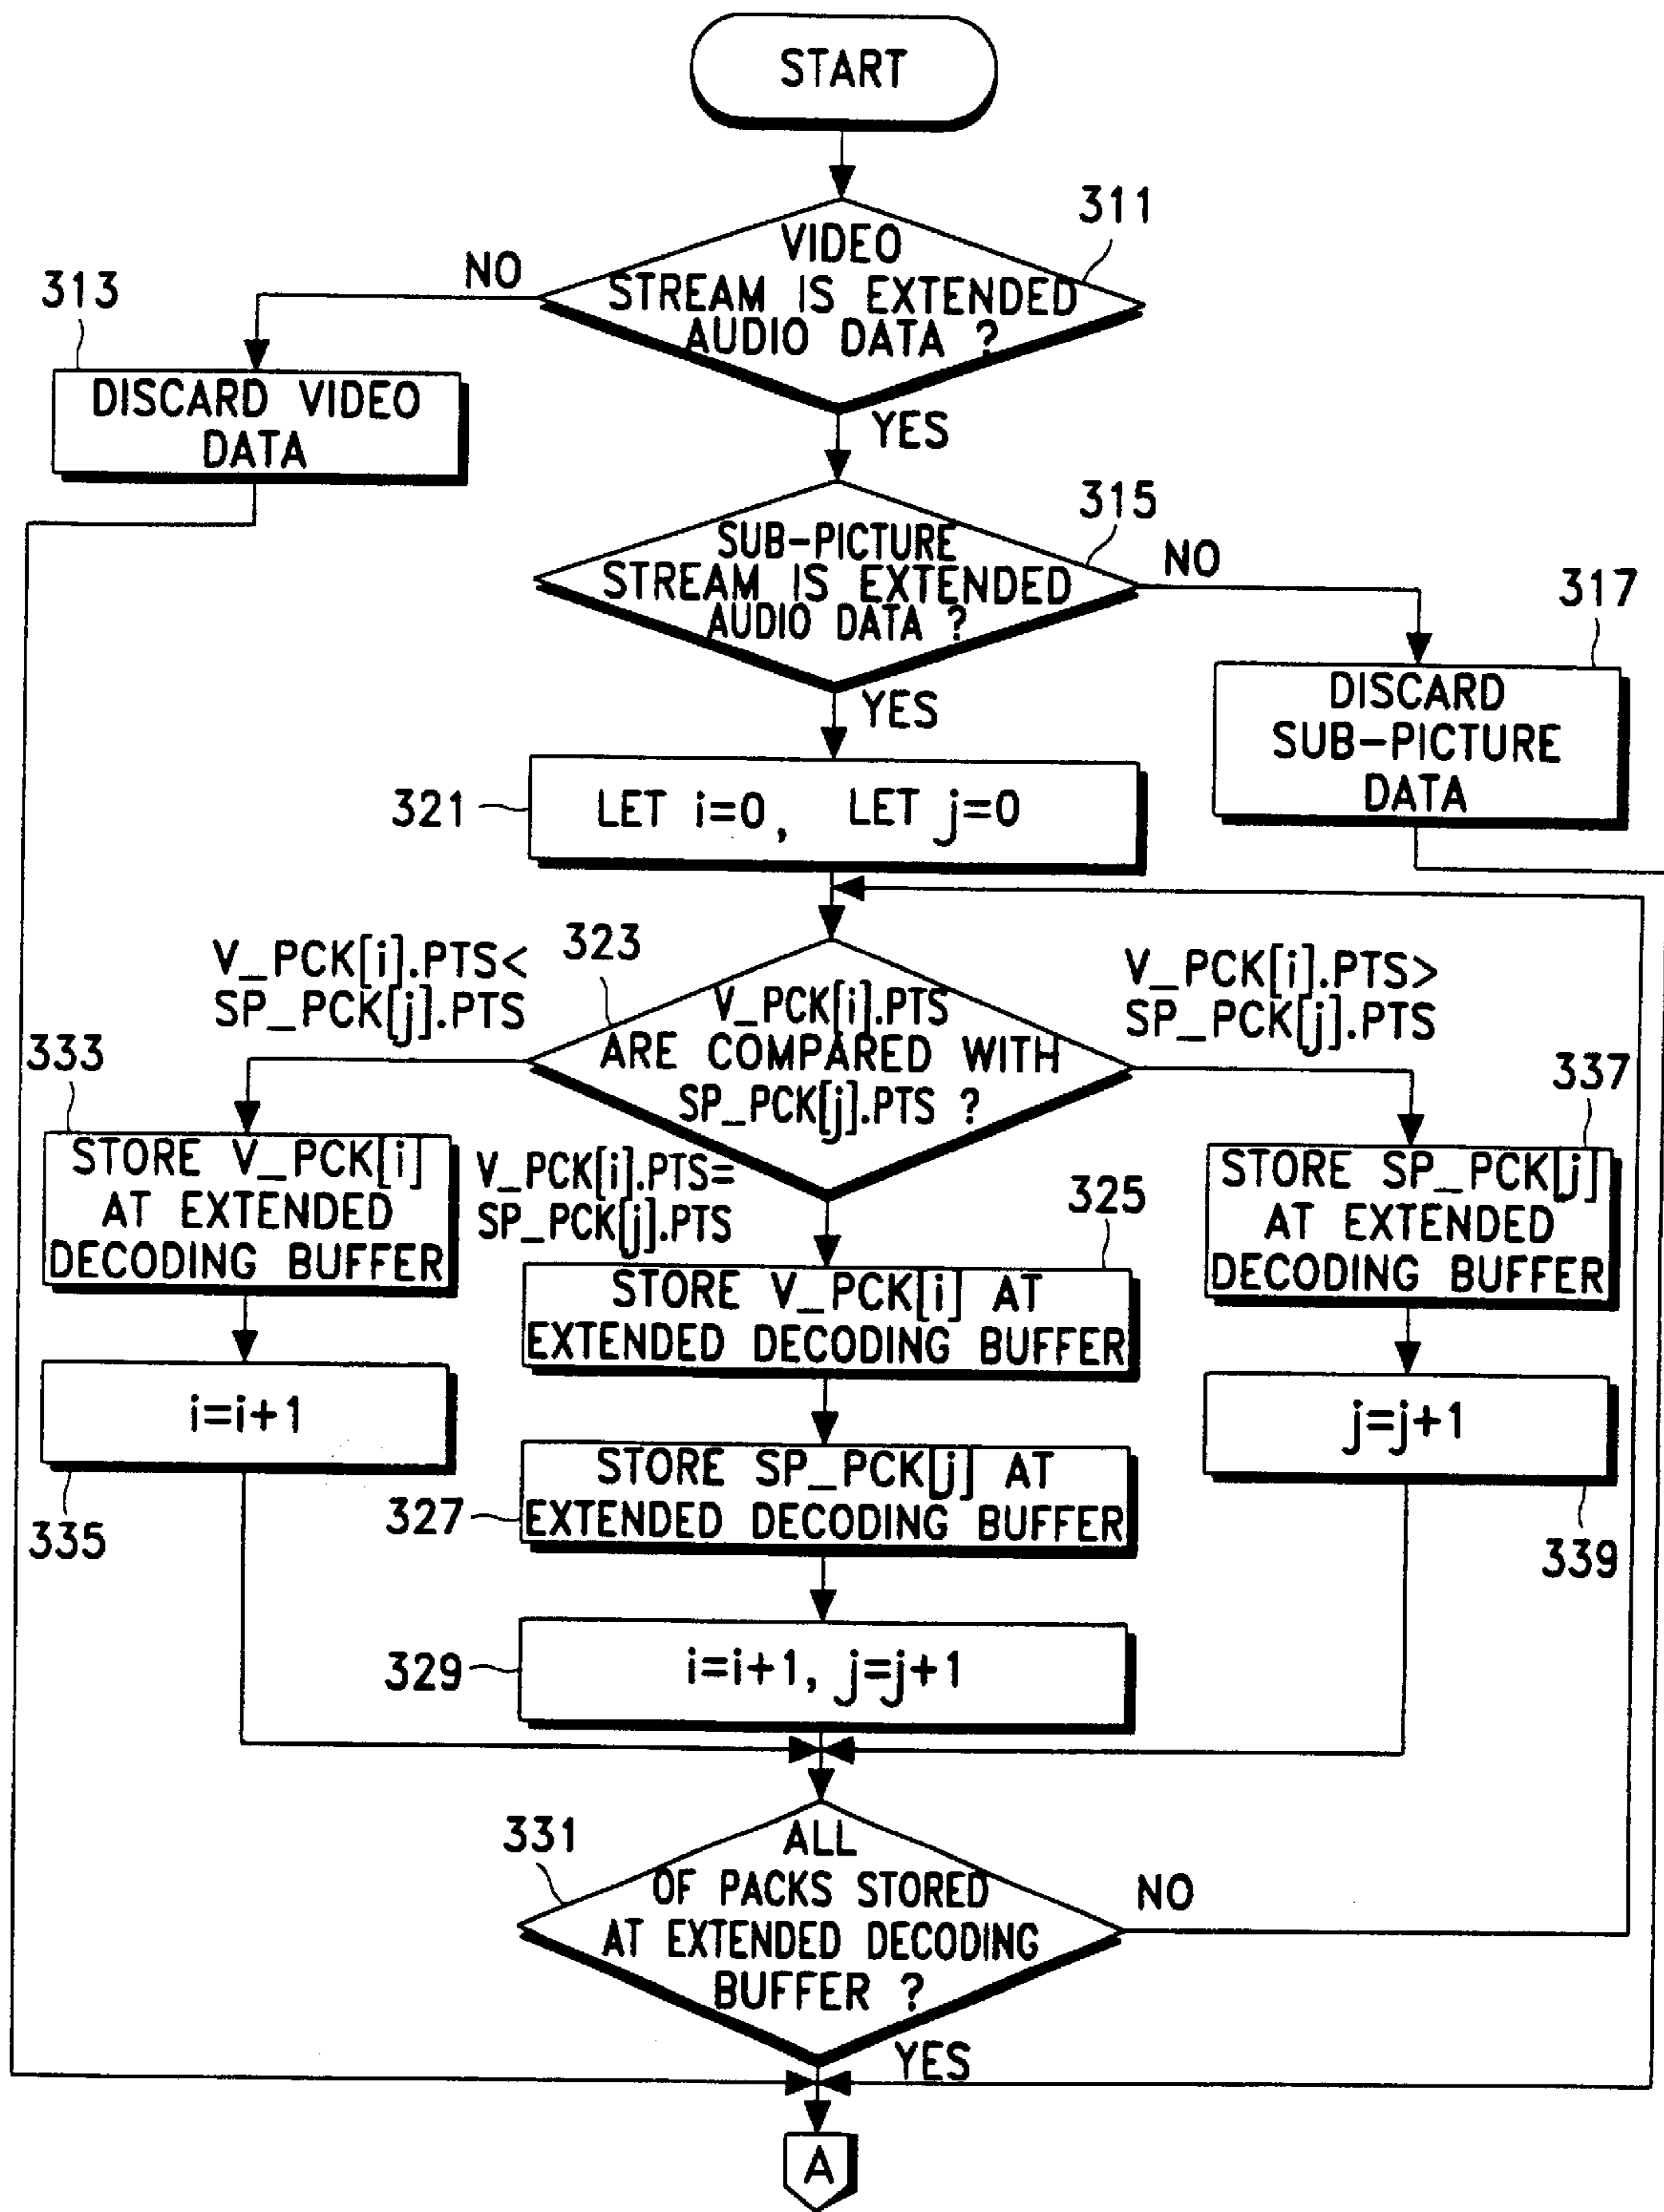 START
311
VIDEO
STREAM IS EXTENDED
AUDIO DATA ?
NO
YES
313
DISCARD VIDEO
DATA
315
SUB-PICTURE
STREAM IS EXTENDED
AUDIO DATA ?
NO
YES
317
DISCARD
SUB-PICTURE
DATA
321
LET i=0, LET j=0
323
V_PCK[i].PTS
ARE COMPARED WITH
SP_PCK[j].PTS ?
V_PCK[i].PTS<
SP_PCK[j].PTS
V_PCK[i].PTS>
SP_PCK[j].PTS
V_PCK[i].PTS=
SP_PCK[j].PTS
333
STORE V_PCK[i]
AT EXTENDED
DECODING BUFFER
325
STORE V_PCK[i] AT
EXTENDED DECODING BUFFER
337
STORE SP_PCK[j]
AT EXTENDED
DECODING BUFFER
i=i+1
335
327
STORE SP_PCK[j] AT
EXTENDED DECODING BUFFER
j=j+1
339
329
i=i+1, j=j+1
331
ALL
OF PACKS STORED
AT EXTENDED DECODING
BUFFER ?
NO
YES
A